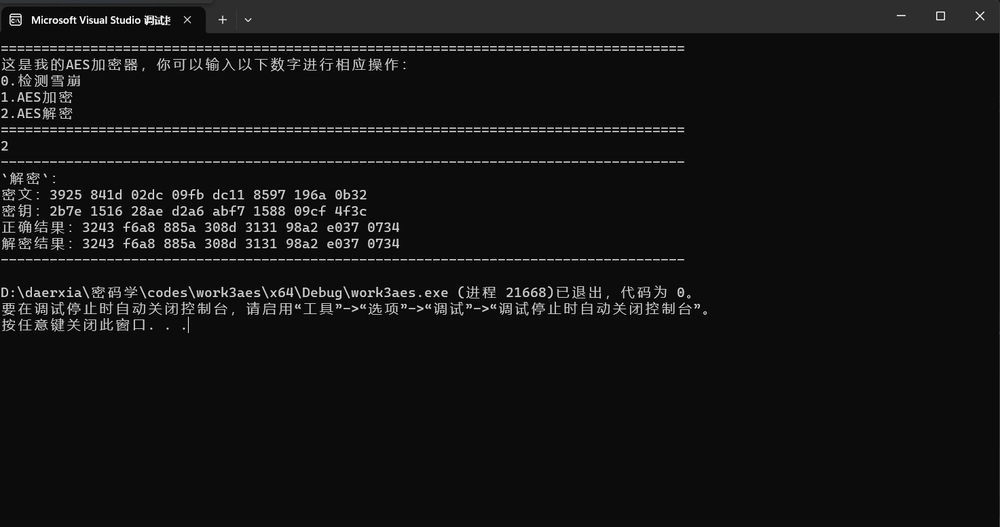 Microsoft Visual Studio 调试
================================================================================
这是我的AES加密器，你可以输入以下数字进行相应操作：
0.检测雪崩
1.AES加密
2.AES解密
================================================================================
2
--------------------------------------------------------------------------------
`解密`：
密文：3925 841d 02dc 09fb dc11 8597 196a 0b32
密钥：2b7e 1516 28ae d2a6 abf7 1588 09cf 4f3c
正确结果：3243 f6a8 885a 308d 3131 98a2 e037 0734
解密结果：3243 f6a8 885a 308d 3131 98a2 e037 0734
--------------------------------------------------------------------------------
D:\daerxia\密码学\codes\work3aes\x64\Debug\work3aes.exe (进程 21668)已退出，代码为 0。
要在调试停止时自动关闭控制台，请启用“工具”->“选项”->“调试”->“调试停止时自动关闭控制台”。
按任意键关闭此窗口. . .